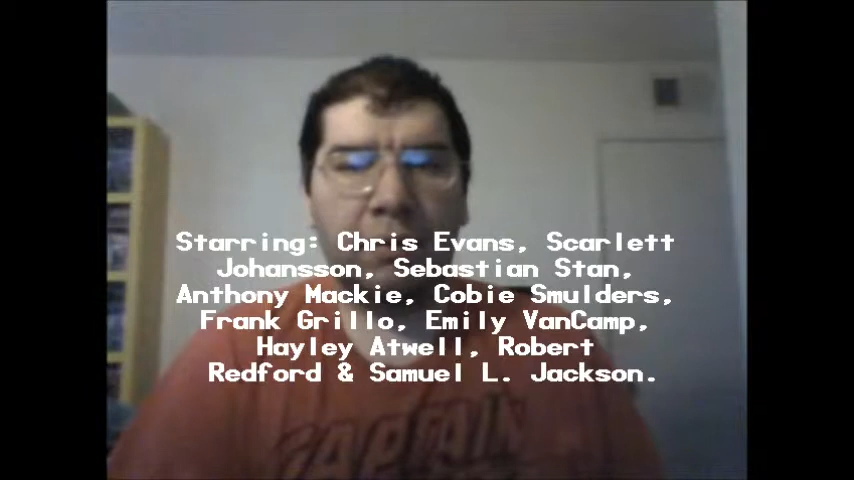 Starring: Chris Evans, Scarlett
Johansson, Sebastian Stan,
Anthony Mackie, Cobie Smulders,
Frank Grillo, Emily VanCamp,
Hayley Atwell, Robert
Redford & Samuel L. Jackson.
CAPTAIN